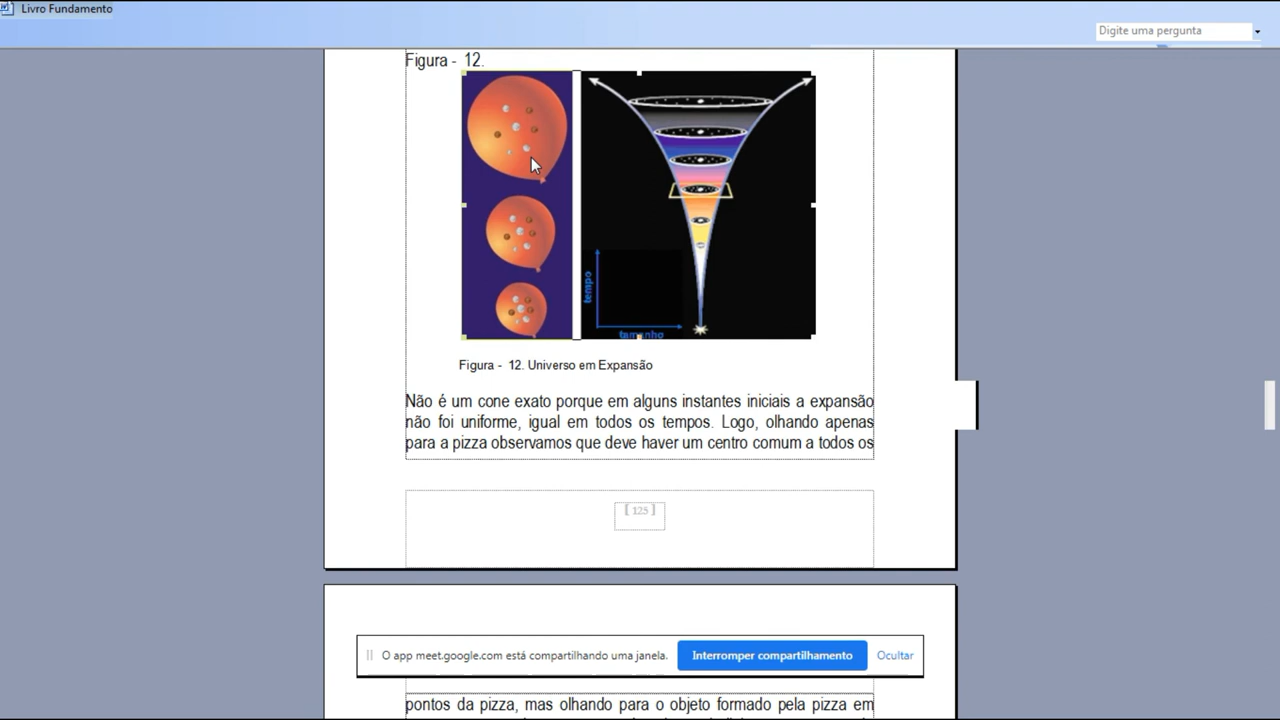 Livro Fundamento
Digite uma pergunta
Figura - 12.
tempo
tamanho
Figura - 12. Universo em Expansão
Não é um cone exato porque em alguns instantes iniciais a expansão
não foi uniforme, igual em todos os tempos. Logo, olhando apenas
para a pizza observamos que deve haver um centro comum a todos os
[ 125 ]
O app meet.google.com está compartilhando uma janela.
Interromper compartilhamento
Ocultar
pontos da pizza, mas olhando para o objeto formado pela pizza em